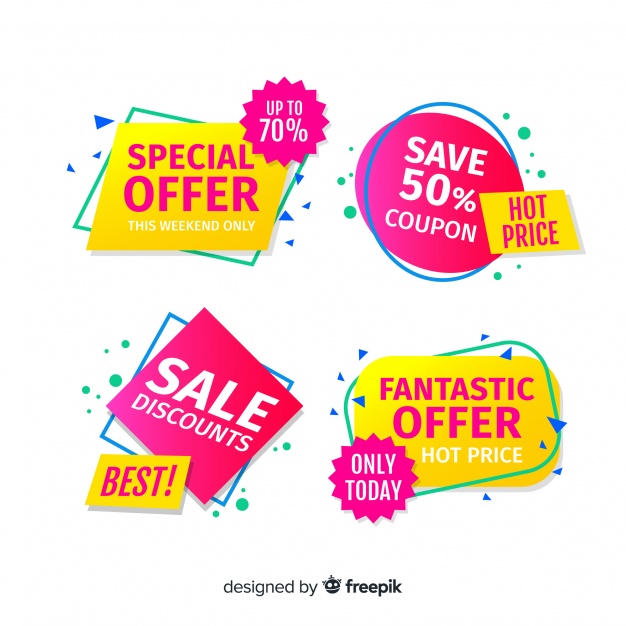 SPECIAL
OFFER
THIS WEEKEND ONLY
UP TO
70%
SAVE
50%
COUPON
HOT
PRICE
SALE
DISCOUNTS
BEST!
FANTASTIC
OFFER
HOT PRICE
ONLY
TODAY
designed by freepik